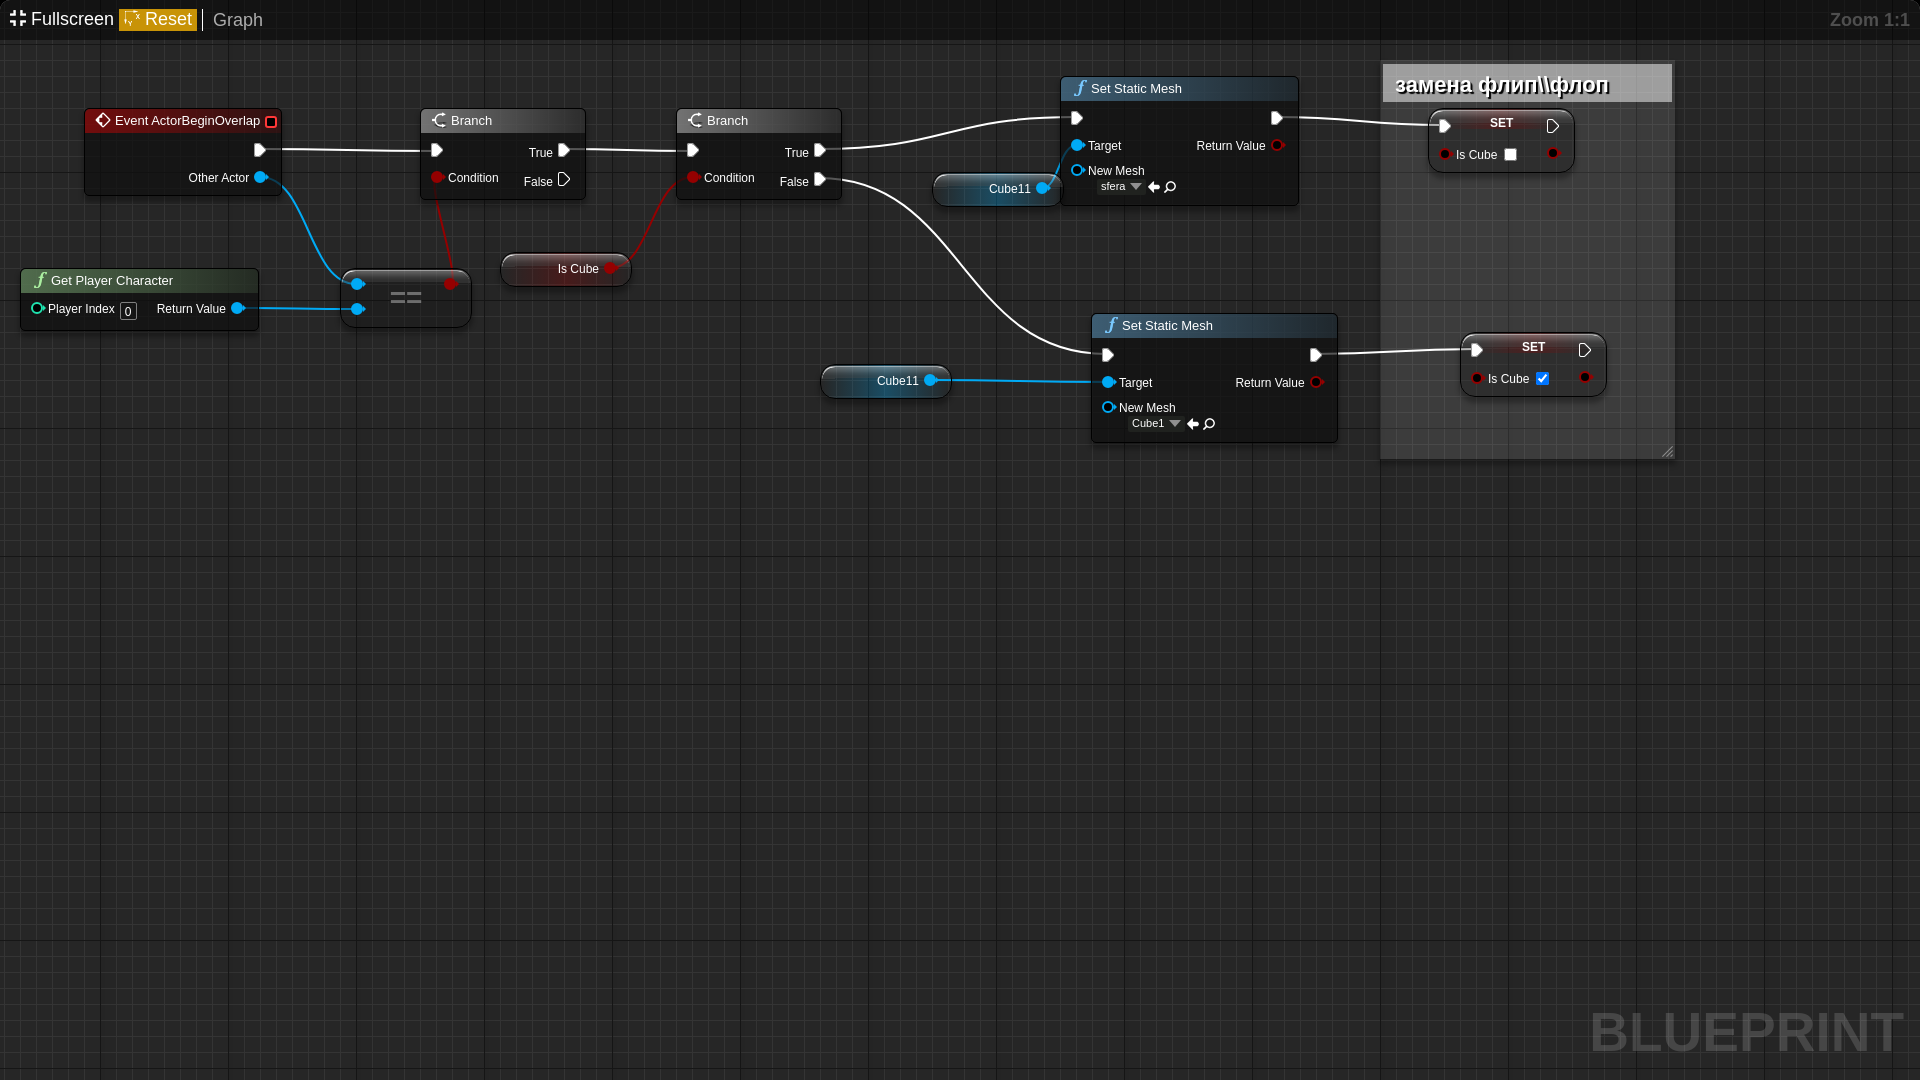 Fullscreen Reset Graph Zoom 1:1
Event ActorBeginOverlap
Other Actor
Get Player Character
Player Index 0 Return Value
==
Branch
True
Condition
False
Is Cube
Branch
True
Condition
False
Cube11
Set Static Mesh
Target Return Value
New Mesh
sfera
Cube11
Set Static Mesh
Target Return Value
New Mesh
Cube1
замена флип\\флоп
SET
Is Cube
SET
Is Cube
BLUEPRINT